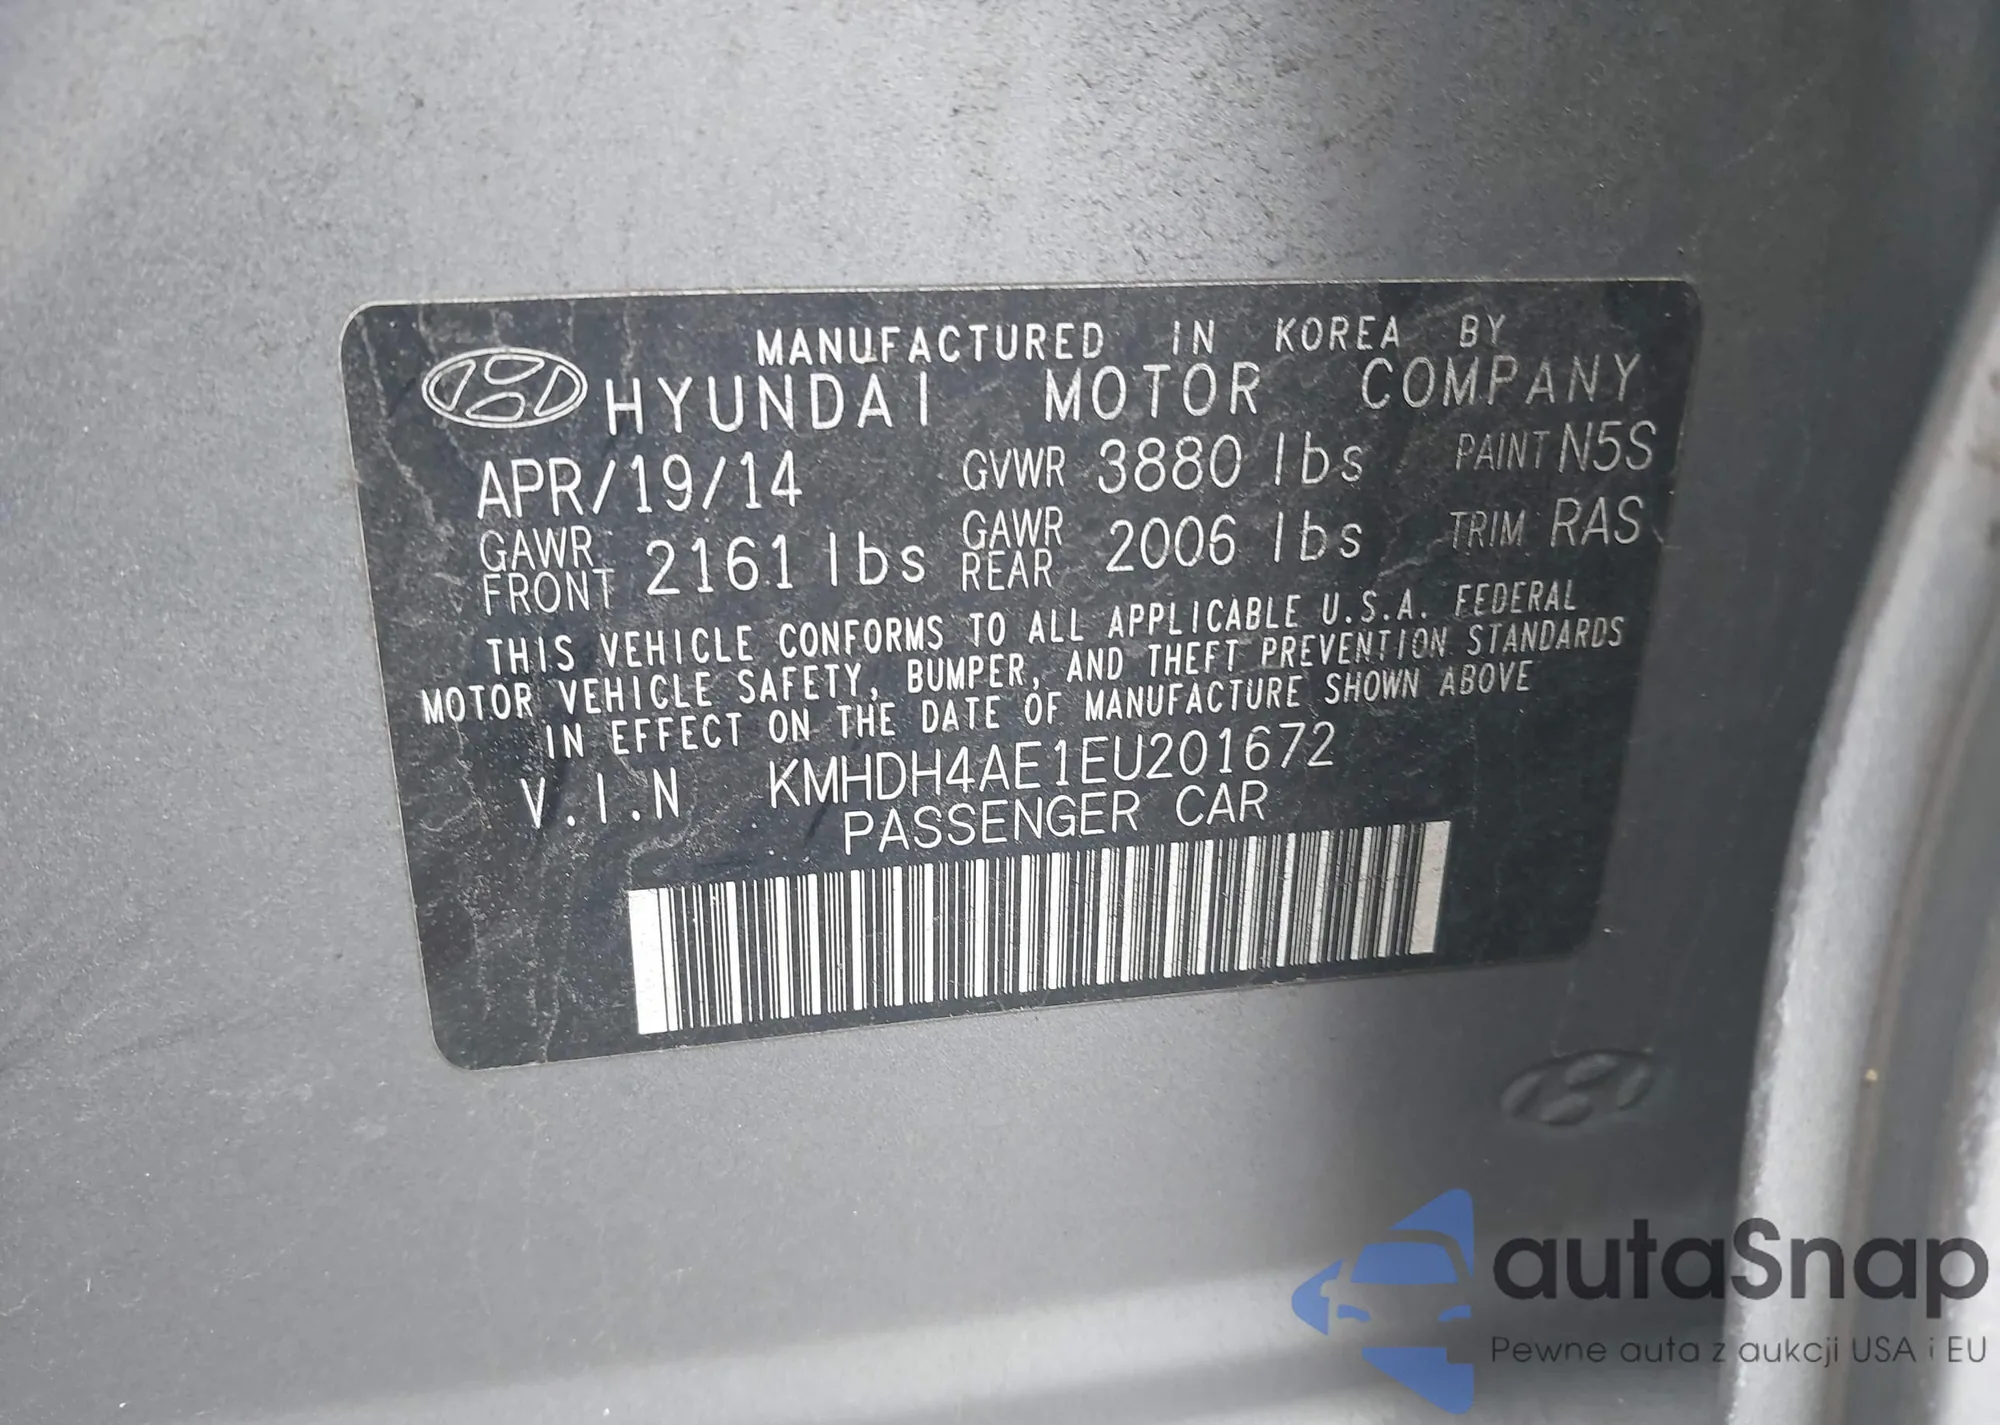 MANUFACTURED IN KOREA BY
HYUNDAI MOTOR COMPANY
APR/19/14 GVWR 3880 lbs PAINT N5S
GAWR FRONT 2161 lbs GAWR REAR 2006 lbs TRIM RAS
THIS VEHICLE CONFORMS TO ALL APPLICABLE U.S.A. FEDERAL
MOTOR VEHICLE SAFETY, BUMPER, AND THEFT PREVENTION STANDARDS
IN EFFECT ON THE DATE OF MANUFACTURE SHOWN ABOVE
V.I.N KMHDH4AE1EU201672
PASSENGER CAR
autaSnap
Pewne auta z aukcji USA i EU